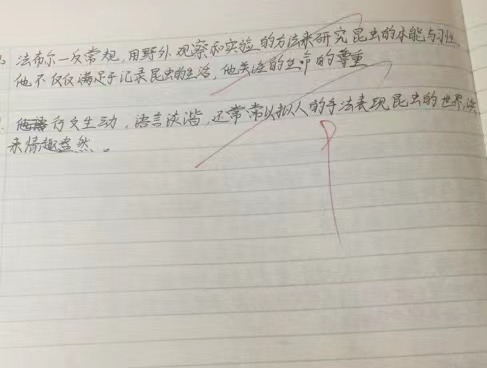 法布尔一反常规,用野外观察和实验的方法来研究昆虫的本能与习性
他不仅仅满足于记录昆虫的生活,他关注的生命的尊重
行文生动,语言诙谐,还常常以拟人的手法表现昆虫的世界,读
来情趣盎然。